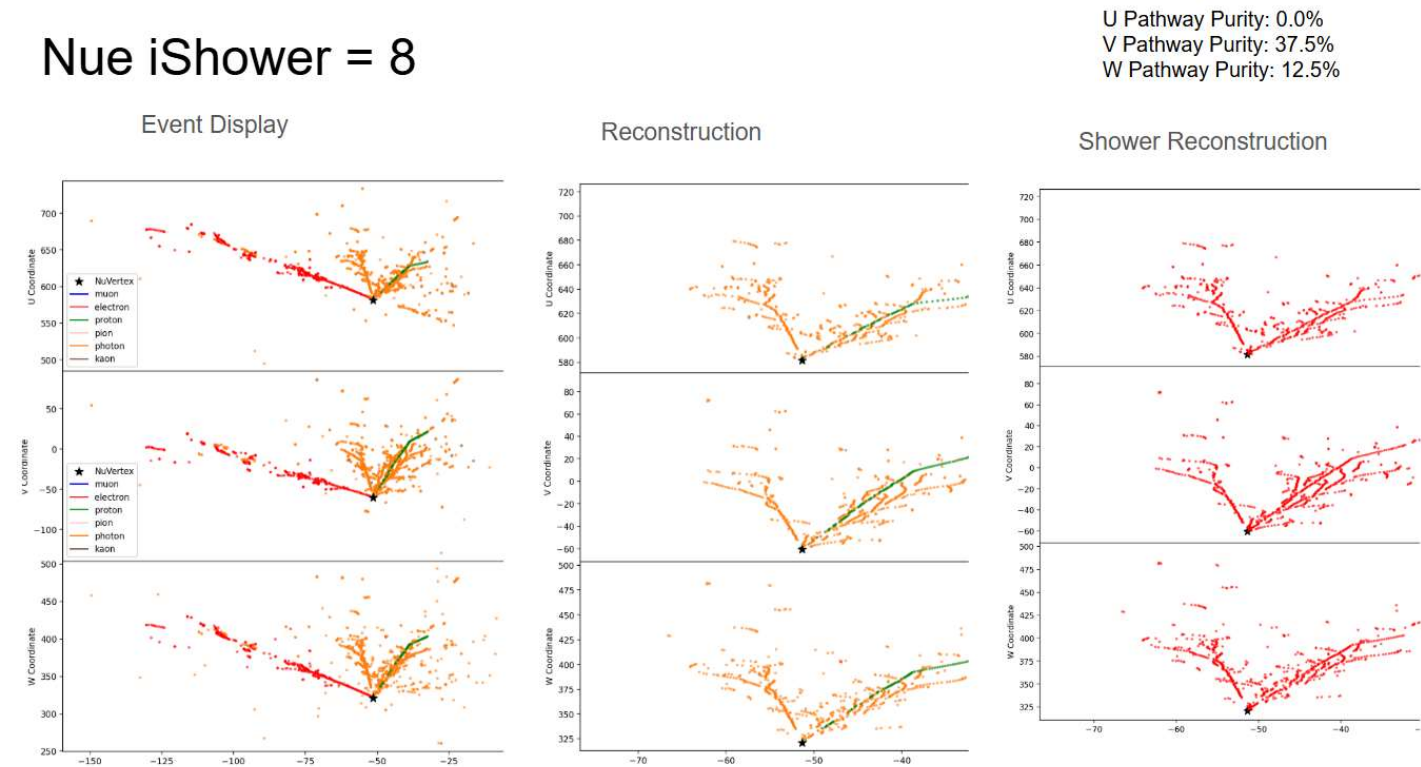 Nue iShower = 8
U Pathway Purity: 0.0%
V Pathway Purity: 37.5%
W Pathway Purity: 12.5%
Event Display
Reconstruction
Shower Reconstruction
U Coordinate
700
650
600
550
500
NuVertex
muon
electron
proton
pion
photon
kaon
V Coordinate
50
0
−50
−100
NuVertex
muon
electron
proton
pion
photon
kaon
W Coordinate
500
450
400
350
300
250
−150
−125
−100
−75
−50
−25
U Coordinate
720
700
680
660
640
620
600
580
V Coordinate
80
60
40
20
0
−20
−40
−60
W Coordinate
500
475
450
425
400
375
350
325
−70
−60
−50
−40
U Coordinate
720
700
680
660
640
620
600
580
V Coordinate
80
60
40
20
0
−20
−40
−60
W Coordinate
500
475
450
425
400
375
350
325
−70
−60
−50
−40